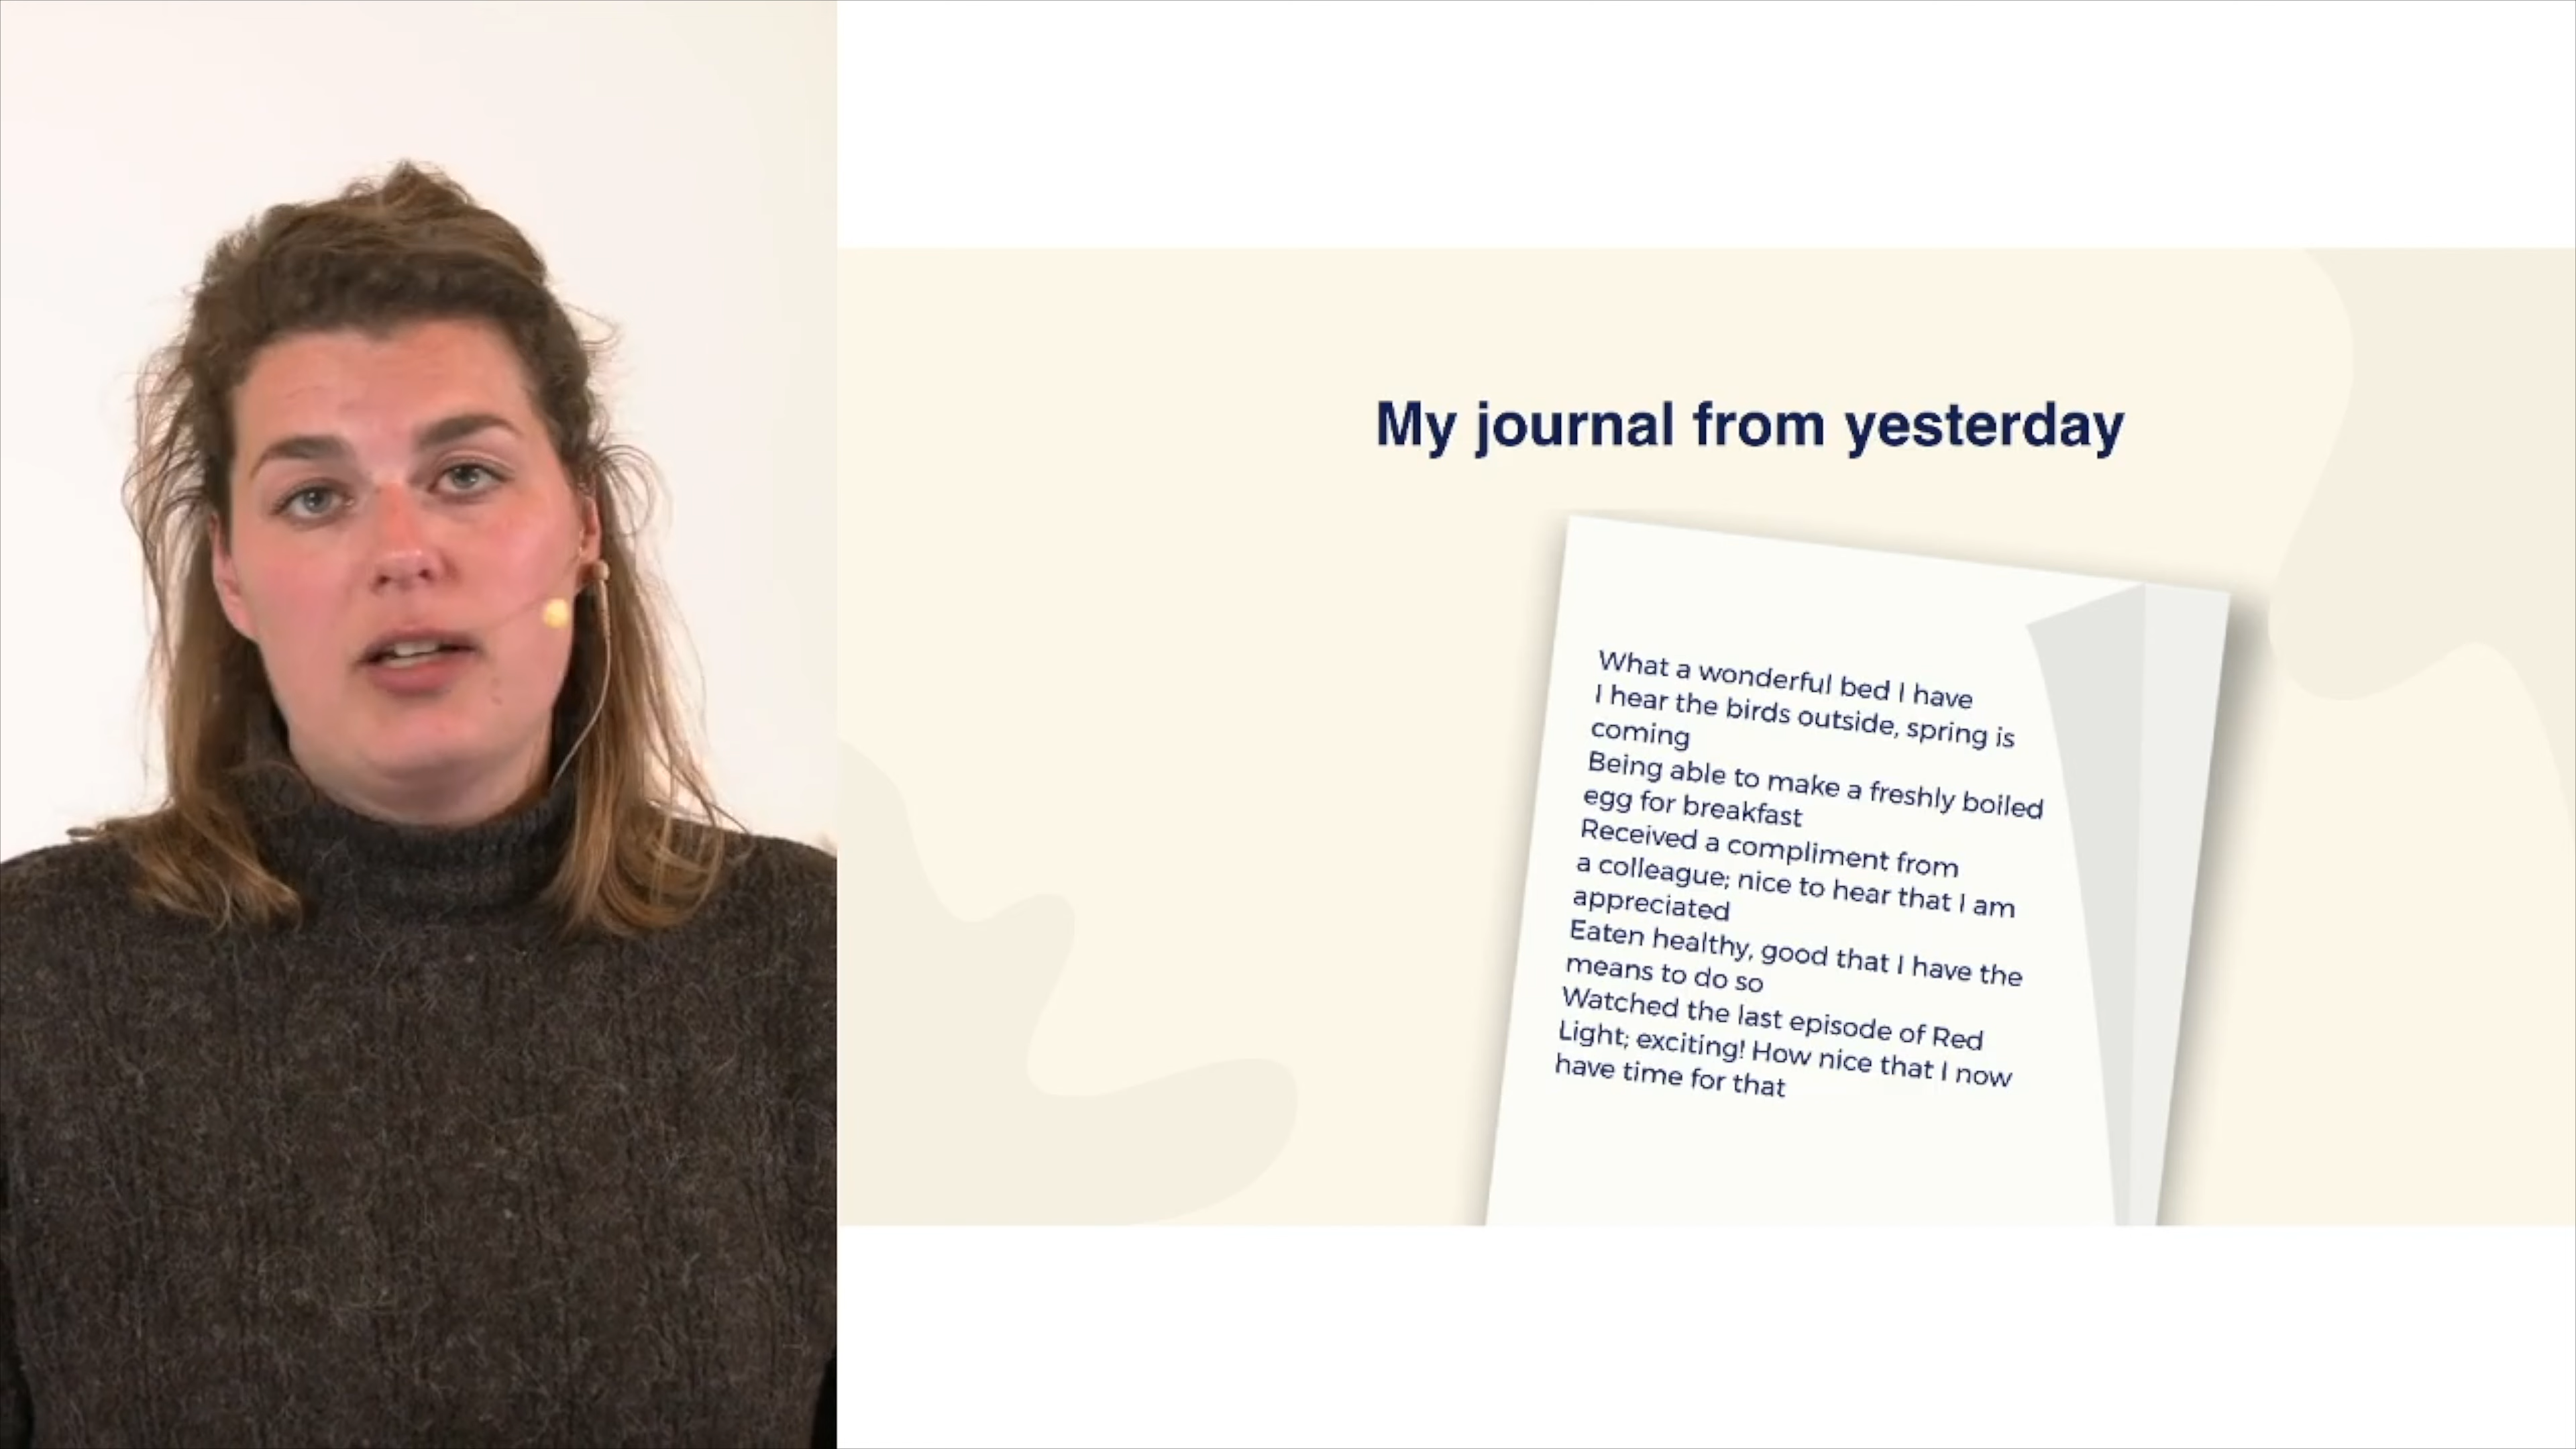 My journal from yesterday
What a wonderful bed I have
I hear the birds outside, spring is
coming
Being able to make a freshly boiled
egg for breakfast
Received a compliment from
a colleague; nice to hear that I am
appreciated
Eaten healthy, good that I have the
means to do so
Watched the last episode of Red
Light; exciting! How nice that I now
have time for that